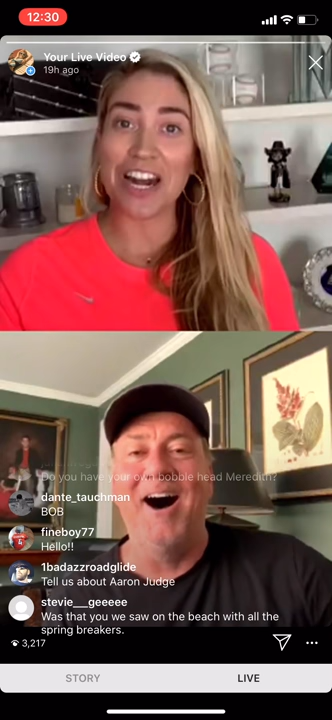 12:30
Your Live Video
19h ago
Do you have your own bobble head Meredith?
dante_tauchman
BOB
fineboy77
Hello!!
1badazzroadglide
Tell us about Aaron Judge
stevie___geeeee
Was that you we saw on the beach with all the
spring breakers.
3,217
STORY
LIVE